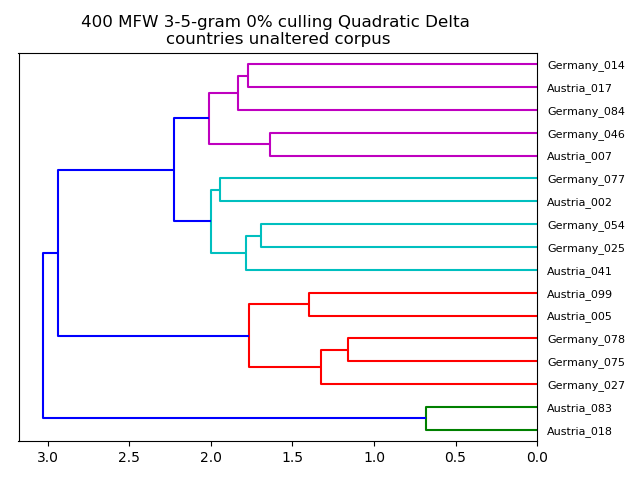 400 MFW 3-5-gram 0% culling Quadratic Delta
countries unaltered corpus
Germany_014
Austria_017
Germany_084
Germany_046
Austria_007
Germany_077
Austria_002
Germany_054
Germany_025
Austria_041
Austria_099
Austria_005
Germany_078
Germany_075
Germany_027
Austria_083
Austria_018
3.0 2.5 2.0 1.5 1.0 0.5 0.0